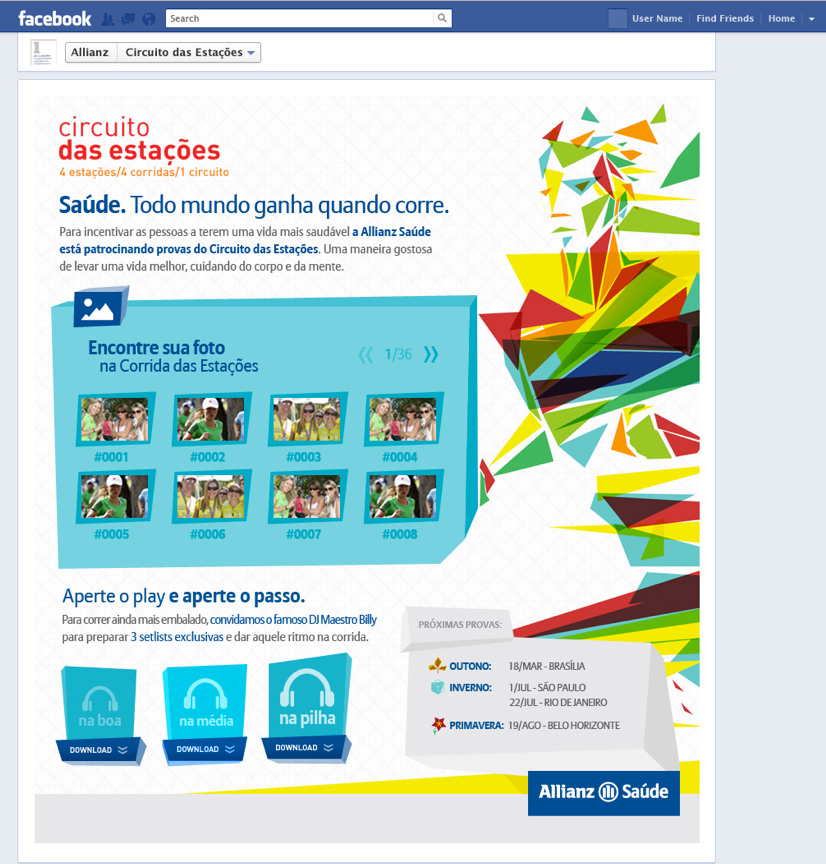 facebook
Search
User Name
Find Friends
Home
Allianz
Circuito das Estações
circuito
das estações
4 estações/4 corridas/1 circuito
Saúde. Todo mundo ganha quando corre.
Para incentivar as pessoas a terem uma vida mais saudável a Allianz Saúde
está patrocinando provas do Circuito das Estações. Uma maneira gostosa
de levar uma vida melhor, cuidando do corpo e da mente.
Encontre sua foto
na Corrida das Estações
1/36
#0001 #0002 #0003 #0004
#0005 #0006 #0007 #0008
Aperte o play e aperte o passo.
Para correr ainda mais embalado, convidamos o famoso DJ Maestro Billy
para preparar 3 setlists exclusivas e dar aquele ritmo na corrida.
na boa
DOWNLOAD
na média
DOWNLOAD
na pilha
DOWNLOAD
PRÓXIMAS PROVAS:
OUTONO: 18/MAR - BRASÍLIA
INVERNO: 1/JUL - SÃO PAULO
22/JUL - RIO DE JANEIRO
PRIMAVERA: 19/AGO - BELO HORIZONTE
Allianz Saúde